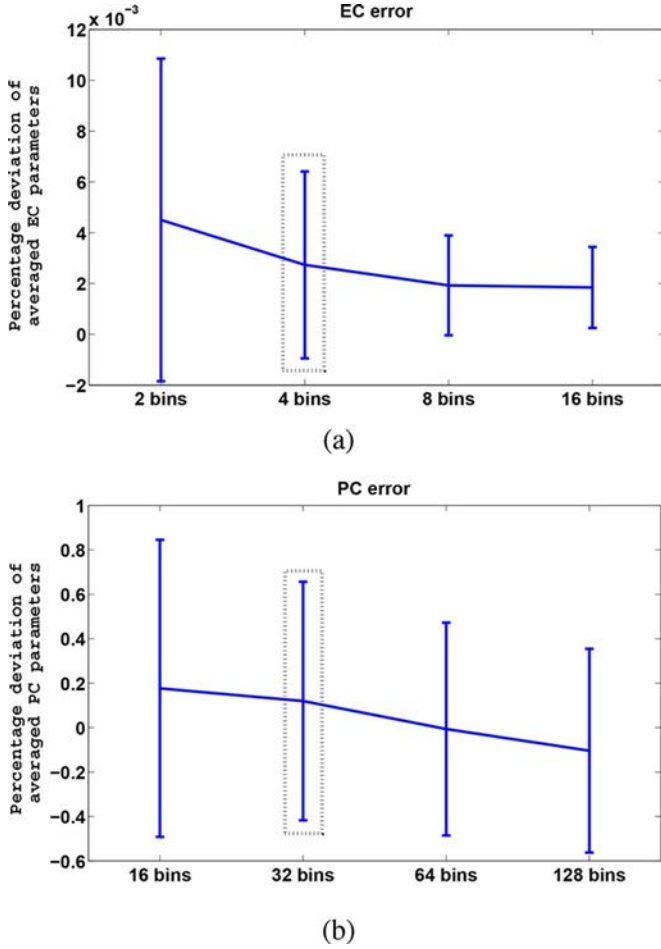 EC error
12 × 10⁻³
10
8
6
4
2
0
−2
Percentage deviation of
averaged EC parameters
2 bins 4 bins 8 bins 16 bins
(a)
PC error
1
0.8
0.6
0.4
0.2
0
−0.2
−0.4
−0.6
Percentage deviation of
averaged PC parameters
16 bins 32 bins 64 bins 128 bins
(b)